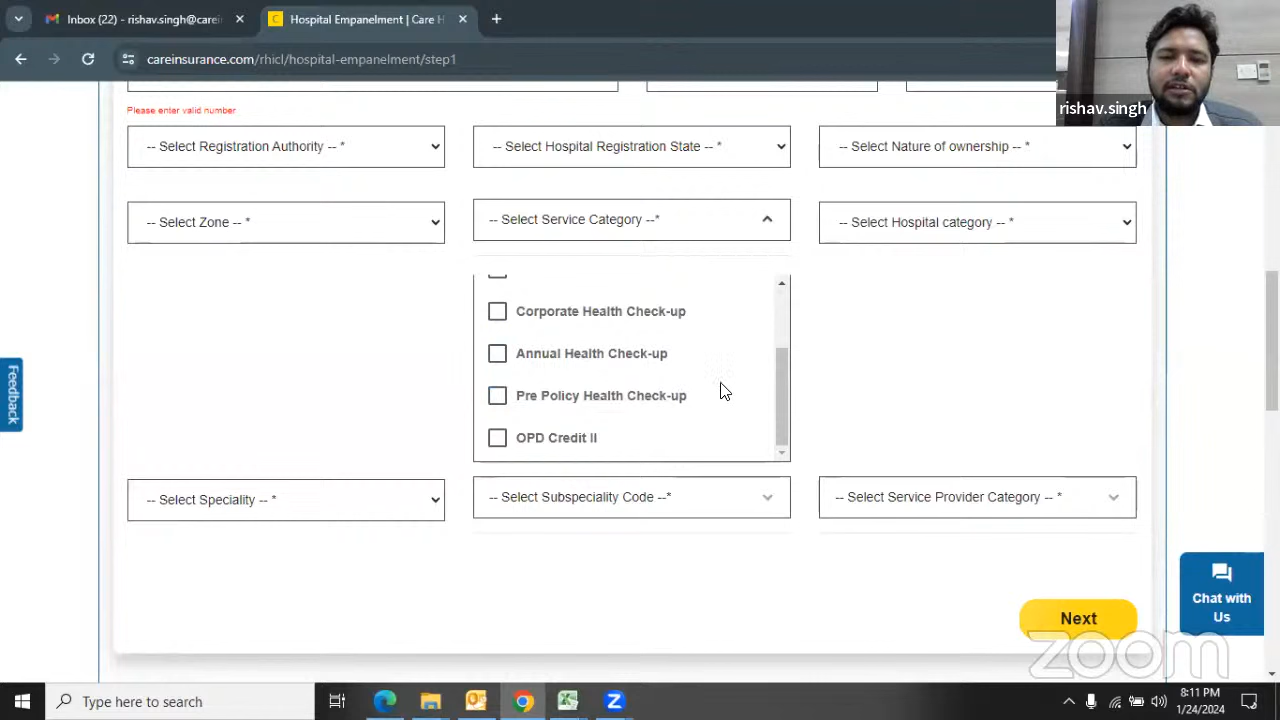 Inbox (22) - rishav.singh@carei
Hospital Empanelment | Care H
careinsurance.com/rhicl/hospital-empanelment/step1
rishav.singh
Please enter valid number
-- Select Registration Authority -- *
-- Select Hospital Registration State -- *
-- Select Nature of ownership -- *
-- Select Zone -- *
-- Select Service Category --*
-- Select Hospital category -- *
Corporate Health Check-up
Annual Health Check-up
Pre Policy Health Check-up
OPD Credit II
Feedback
-- Select Speciality -- *
-- Select Subspeciality Code --*
-- Select Service Provider Category -- *
Chat with
Us
Next
zoom
Type here to search
8:11 PM
1/24/2024